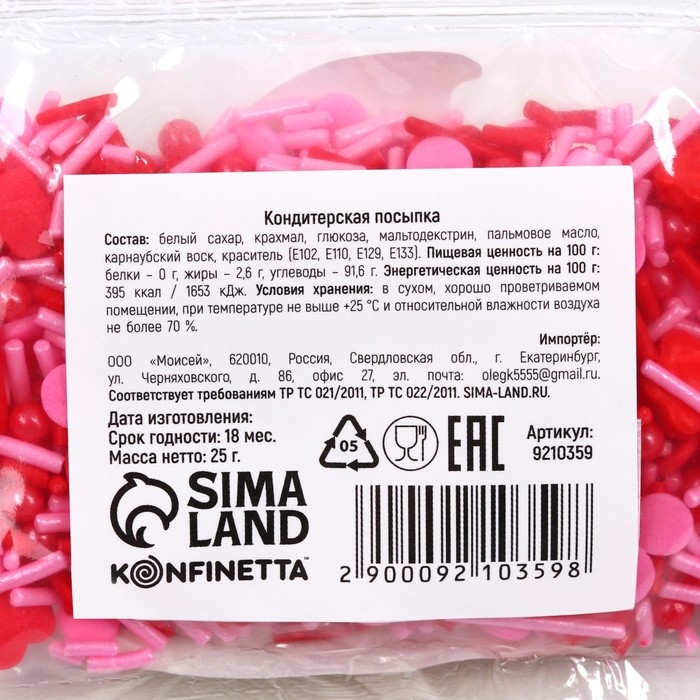 Кондитерская посыпка
Состав: белый сахар, крахмал, глюкоза, мальтодекстрин, пальмовое масло,
карнаубский воск, краситель (Е102, Е110, Е129, Е133). Пищевая ценность на 100 г:
белки – 0 г, жиры – 2,6 г, углеводы – 91,6 г. Энергетическая ценность на 100 г:
395 ккал / 1653 кДж. Условия хранения: в сухом, хорошо проветриваемом
помещении, при температуре не выше +25 °С и относительной влажности воздуха
не более 70 %.
Импортёр:
ООО «Моисей», 620010, Россия, Свердловская обл., г. Екатеринбург,
ул. Черняховского, д. 86, офис 27, эл. почта: olegk5555@gmail.ru.
Соответствует требованиям ТР ТС 021/2011, ТР ТС 022/2011. SIMA-LAND.RU.
Дата изготовления:
Срок годности: 18 мес.
Масса нетто: 25 г.
05
EAC
Артикул:
9210359
SIMA
LAND
KONFINETTA™
2 900092 103598